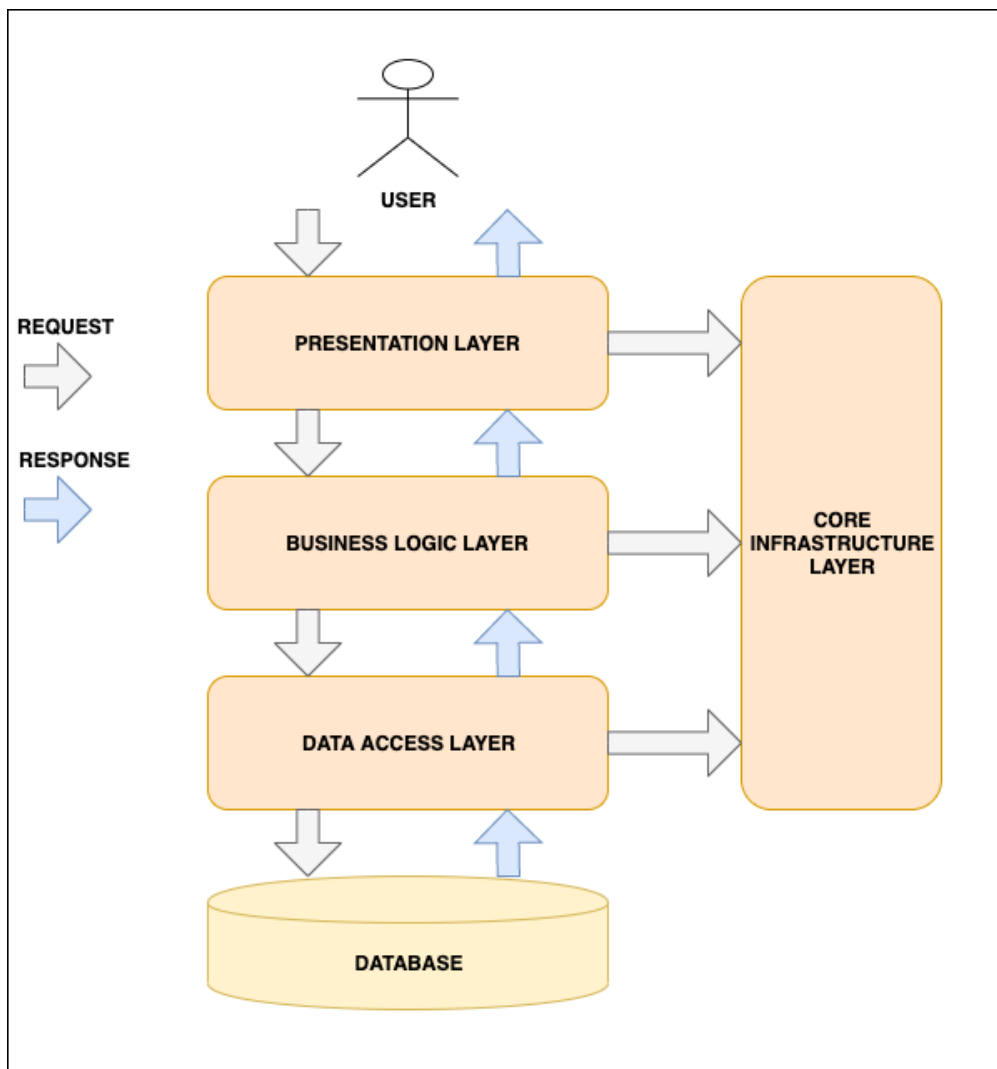 USER
REQUEST
PRESENTATION LAYER
RESPONSE
BUSINESS LOGIC LAYER
CORE
INFRASTRUCTURE
LAYER
DATA ACCESS LAYER
DATABASE